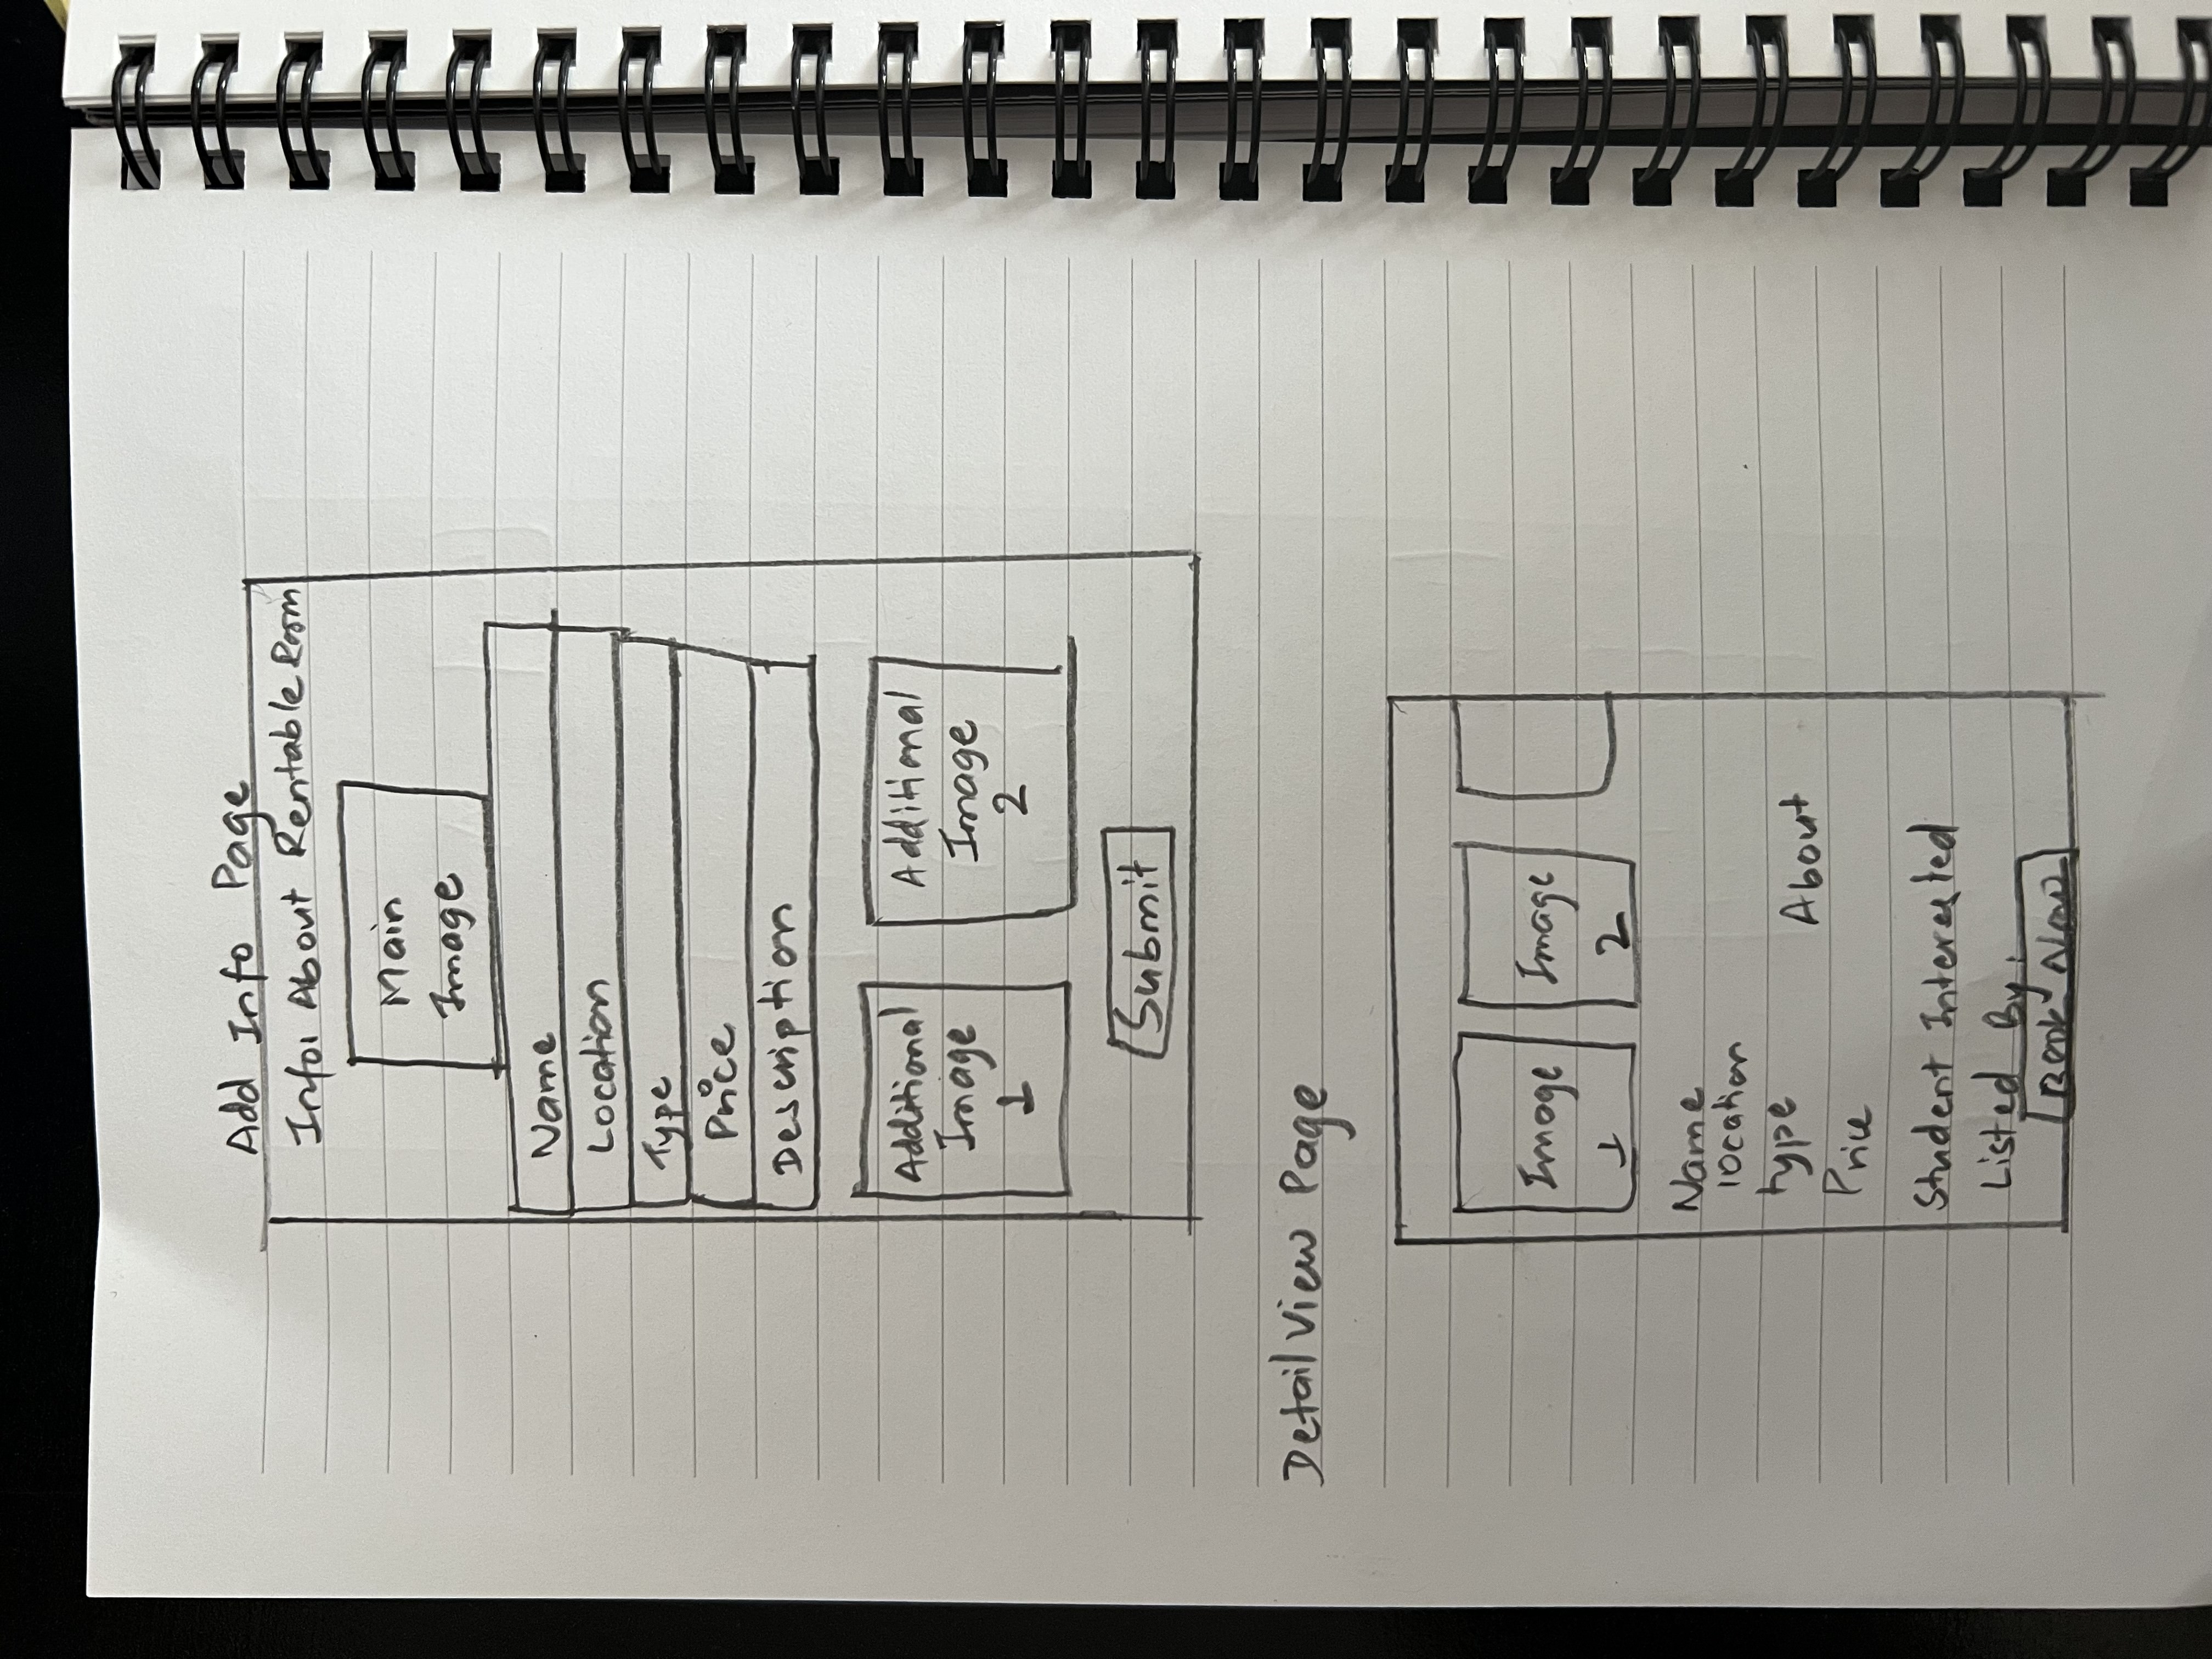 Add Info Page
Info: About Rentable Room
Main
Image
Name
Location
Type
Price
Description
Additional
Image
1
Additional
Image
2
Submit
Detail View Page
Image
1
Image
2
Name
location
type
About
Price
Student Interested
Listed By:
Book Now